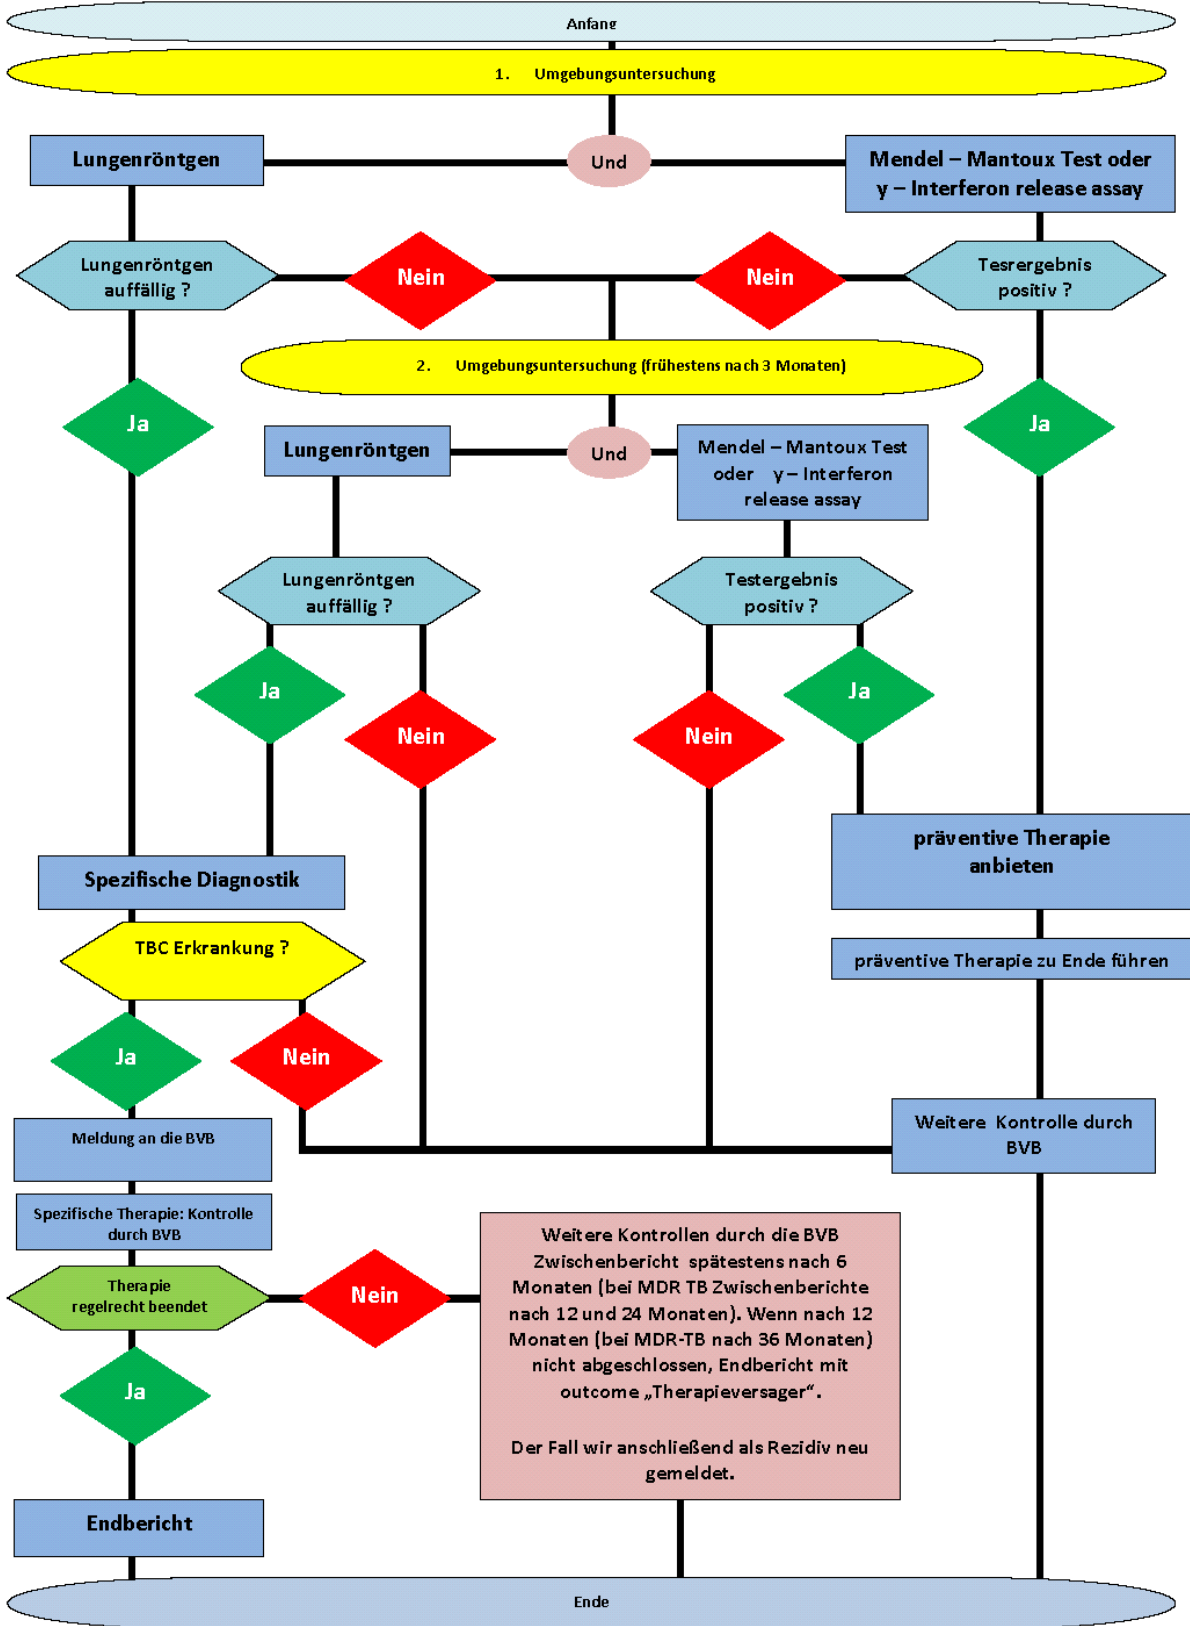 Anfang
1. Umgebungsuntersuchung
Lungenröntgen
Und
Mendel – Mantoux Test oder
y – Interferon release assay
Lungenröntgen
auffällig ?
Nein
Nein
Tesrergebnis
positiv ?
2. Umgebungsuntersuchung (frühestens nach 3 Monaten)
Ja
Ja
Lungenröntgen
Und
Mendel – Mantoux Test
oder y – Interferon
release assay
Lungenröntgen
auffällig ?
Testergebnis
positiv ?
Ja
Nein
Nein
Ja
präventive Therapie
anbieten
Spezifische Diagnostik
TBC Erkrankung ?
präventive Therapie zu Ende führen
Ja
Nein
Meldung an die BVB
Weitere Kontrolle durch
BVB
Spezifische Therapie: Kontrolle
durch BVB
Therapie
regelrecht beendet
Nein
Weitere Kontrollen durch die BVB
Zwischenbericht spätestens nach 6
Monaten (bei MDR TB Zwischenberichte
nach 12 und 24 Monaten). Wenn nach 12
Monaten (bei MDR-TB nach 36 Monaten)
nicht abgeschlossen, Endbericht mit
outcome „Therapieversager“.
Der Fall wir anschließend als Rezidiv neu
gemeldet.
Ja
Endbericht
Ende